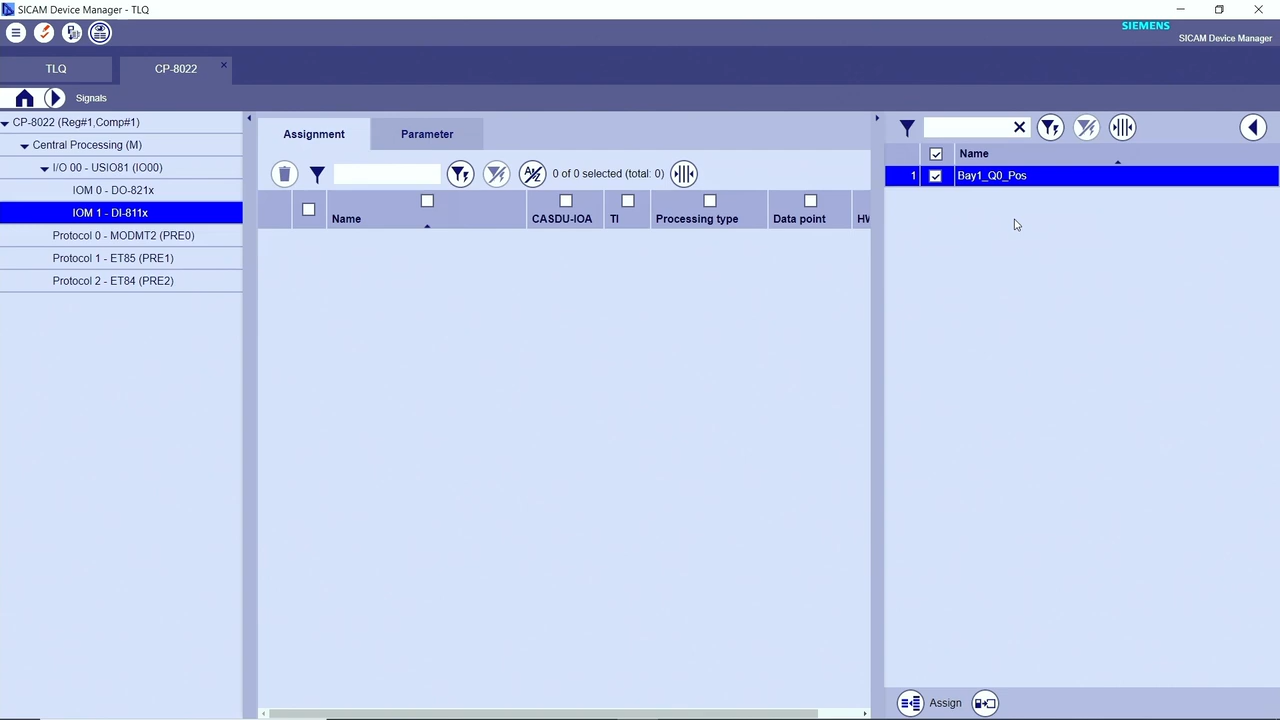 SICAM Device Manager - TLQ
SIEMENS
SICAM Device Manager
TLQ
CP-8022
Signals
CP-8022 (Reg#1,Comp#1)
Central Processing (M)
I/O 00 - USIO81 (IO00)
IOM 0 - DO-821x
IOM 1 - DI-811x
Protocol 0 - MODMT2 (PRE0)
Protocol 1 - ET85 (PRE1)
Protocol 2 - ET84 (PRE2)
Assignment
Parameter
0 of 0 selected (total: 0)
Name
CASDU-IOA
TI
Processing type
Data point
HW
Name
1
Bay1_Q0_Pos
Assign